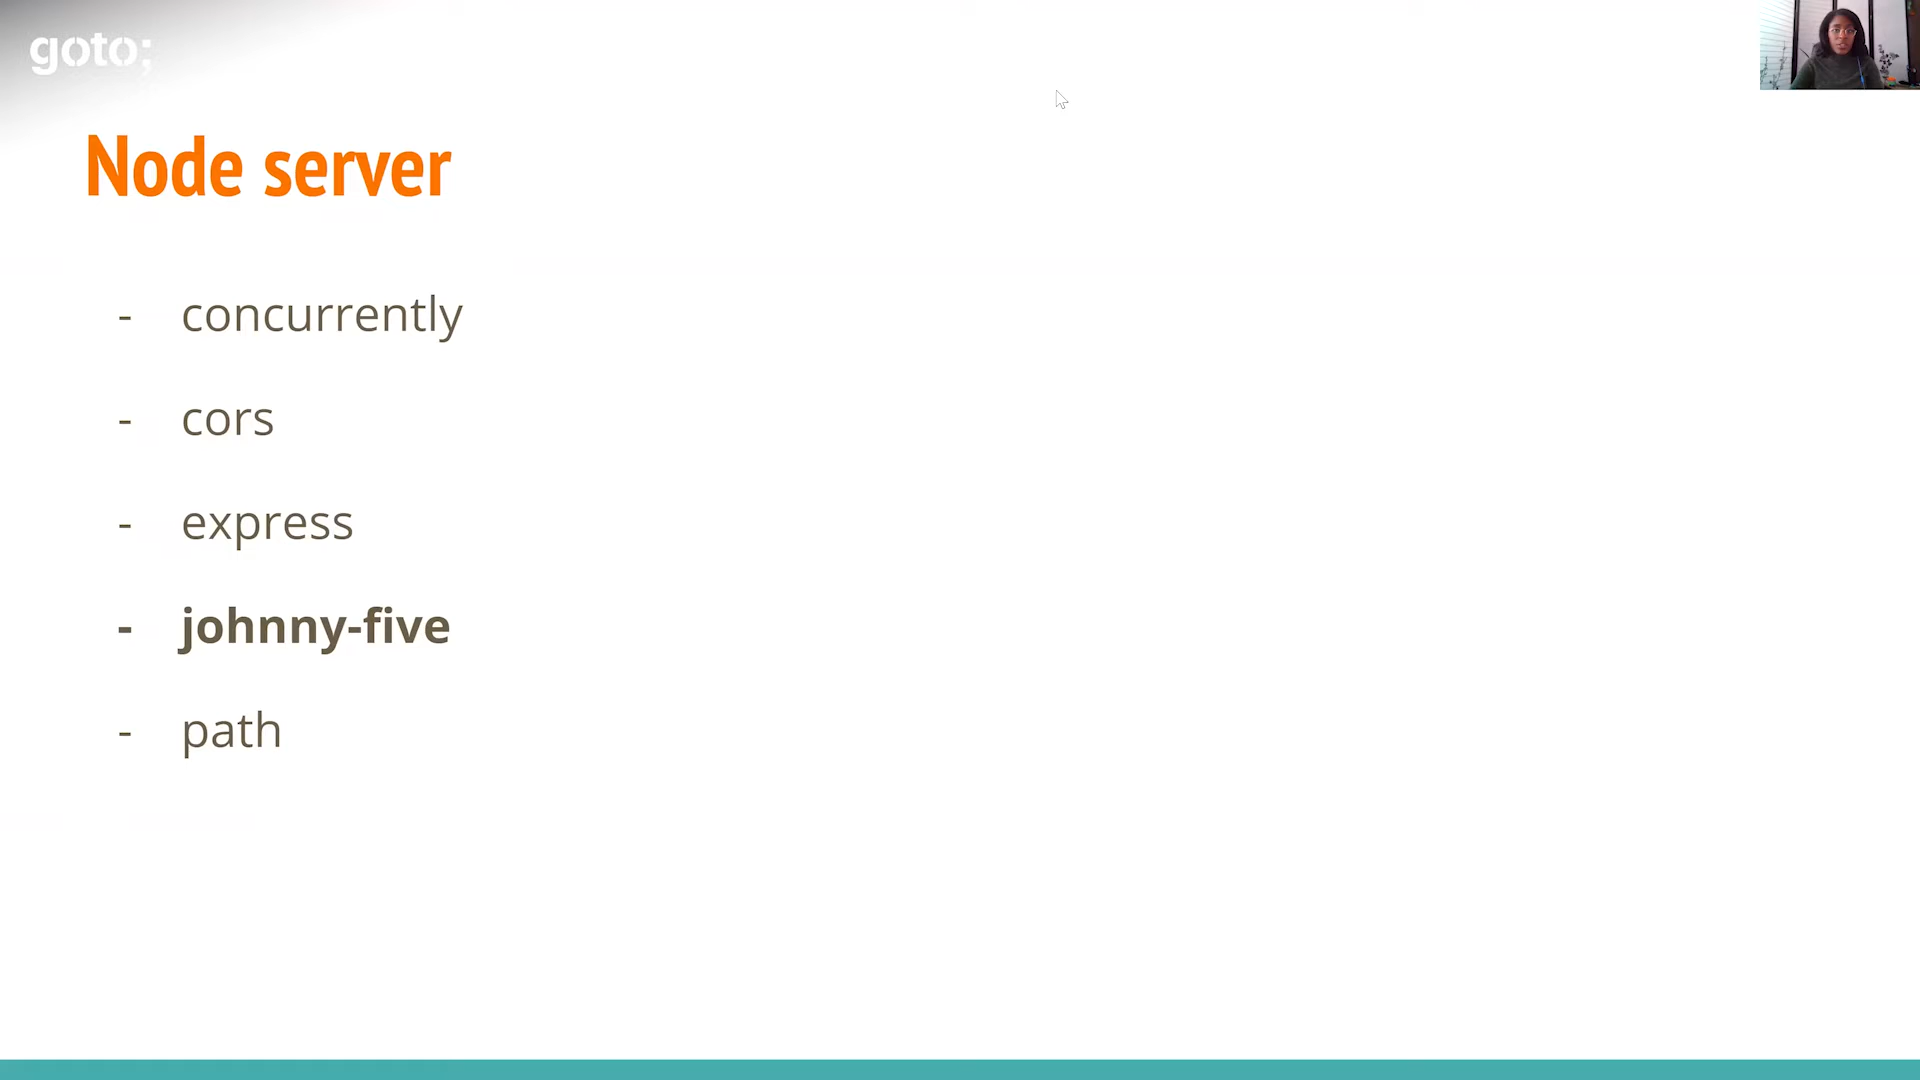 goto;
Node server
- concurrently
- cors
- express
- johnny-five
- path